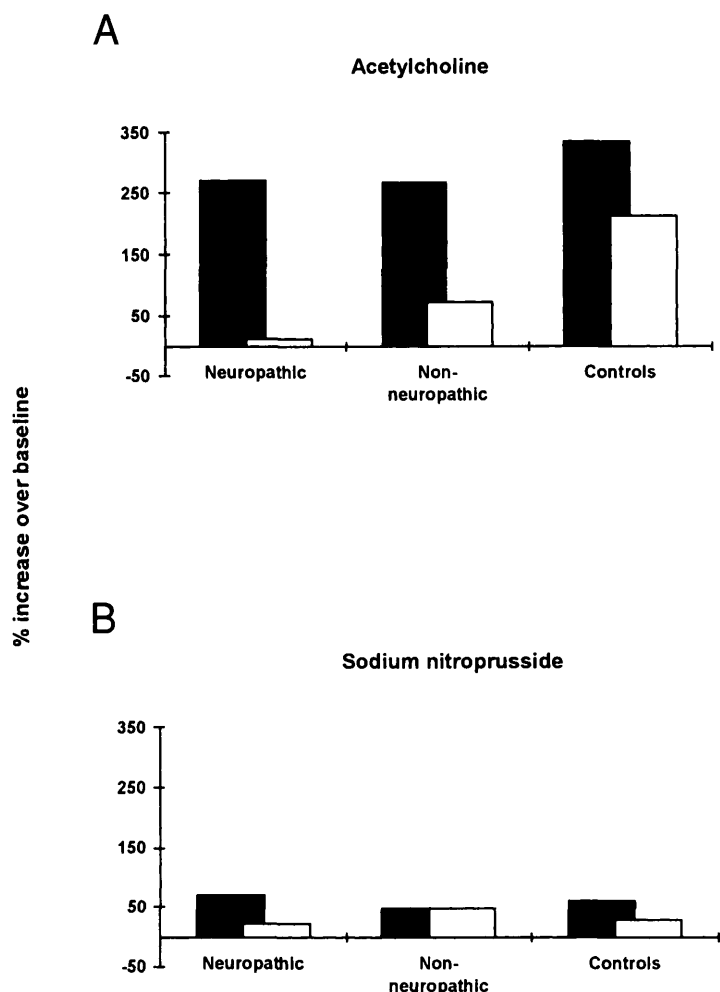 A
Acetylcholine
350
250
150
50
-50
Neuropathic
Non-
neuropathic
Controls
% increase over baseline
B
Sodium nitroprusside
350
250
150
50
-50
Neuropathic
Non-
neuropathic
Controls